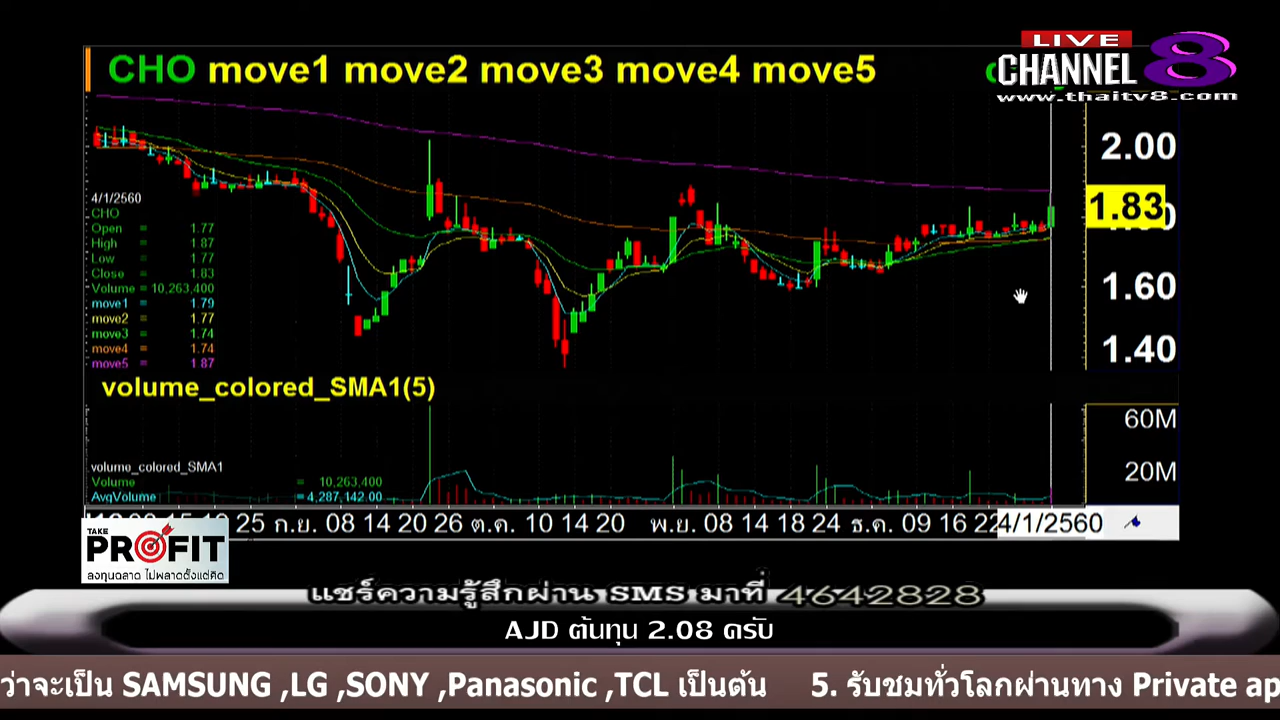 LIVE
CHANNEL 8
www.thaitv8.com
CHO move1 move2 move3 move4 move5
2.00
1.83
1.60
1.40
4/1/2560
CHO
Open = 1.77
High = 1.87
Low = 1.77
Close = 1.83
Volume = 10,263,400
move1 = 1.79
move2 = 1.77
move3 = 1.74
move4 = 1.74
move5 = 1.87
volume_colored_SMA1(5)
60M
20M
volume_colored_SMA1
Volume = 10,263,400
AvgVolume = 4,287,142.00
25 ก.ย. 08 14 20 26 ต.ค. 10 14 20 พ.ย. 08 14 18 24 ธ.ค. 09 16 22 4/1/2560
TAKE
PROFIT
ลงทุนฉลาด ไม่พลาดตั้งแต่คิด
แชร์ความรู้สึกผ่าน SMS มาที่ 4642828
AJD ต้นทุน 2.08 ครับ
ว่าจะเป็น SAMSUNG ,LG ,SONY ,Panasonic ,TCL เป็นต้น 5. รับชมทั่วโลกผ่านทาง Private ap